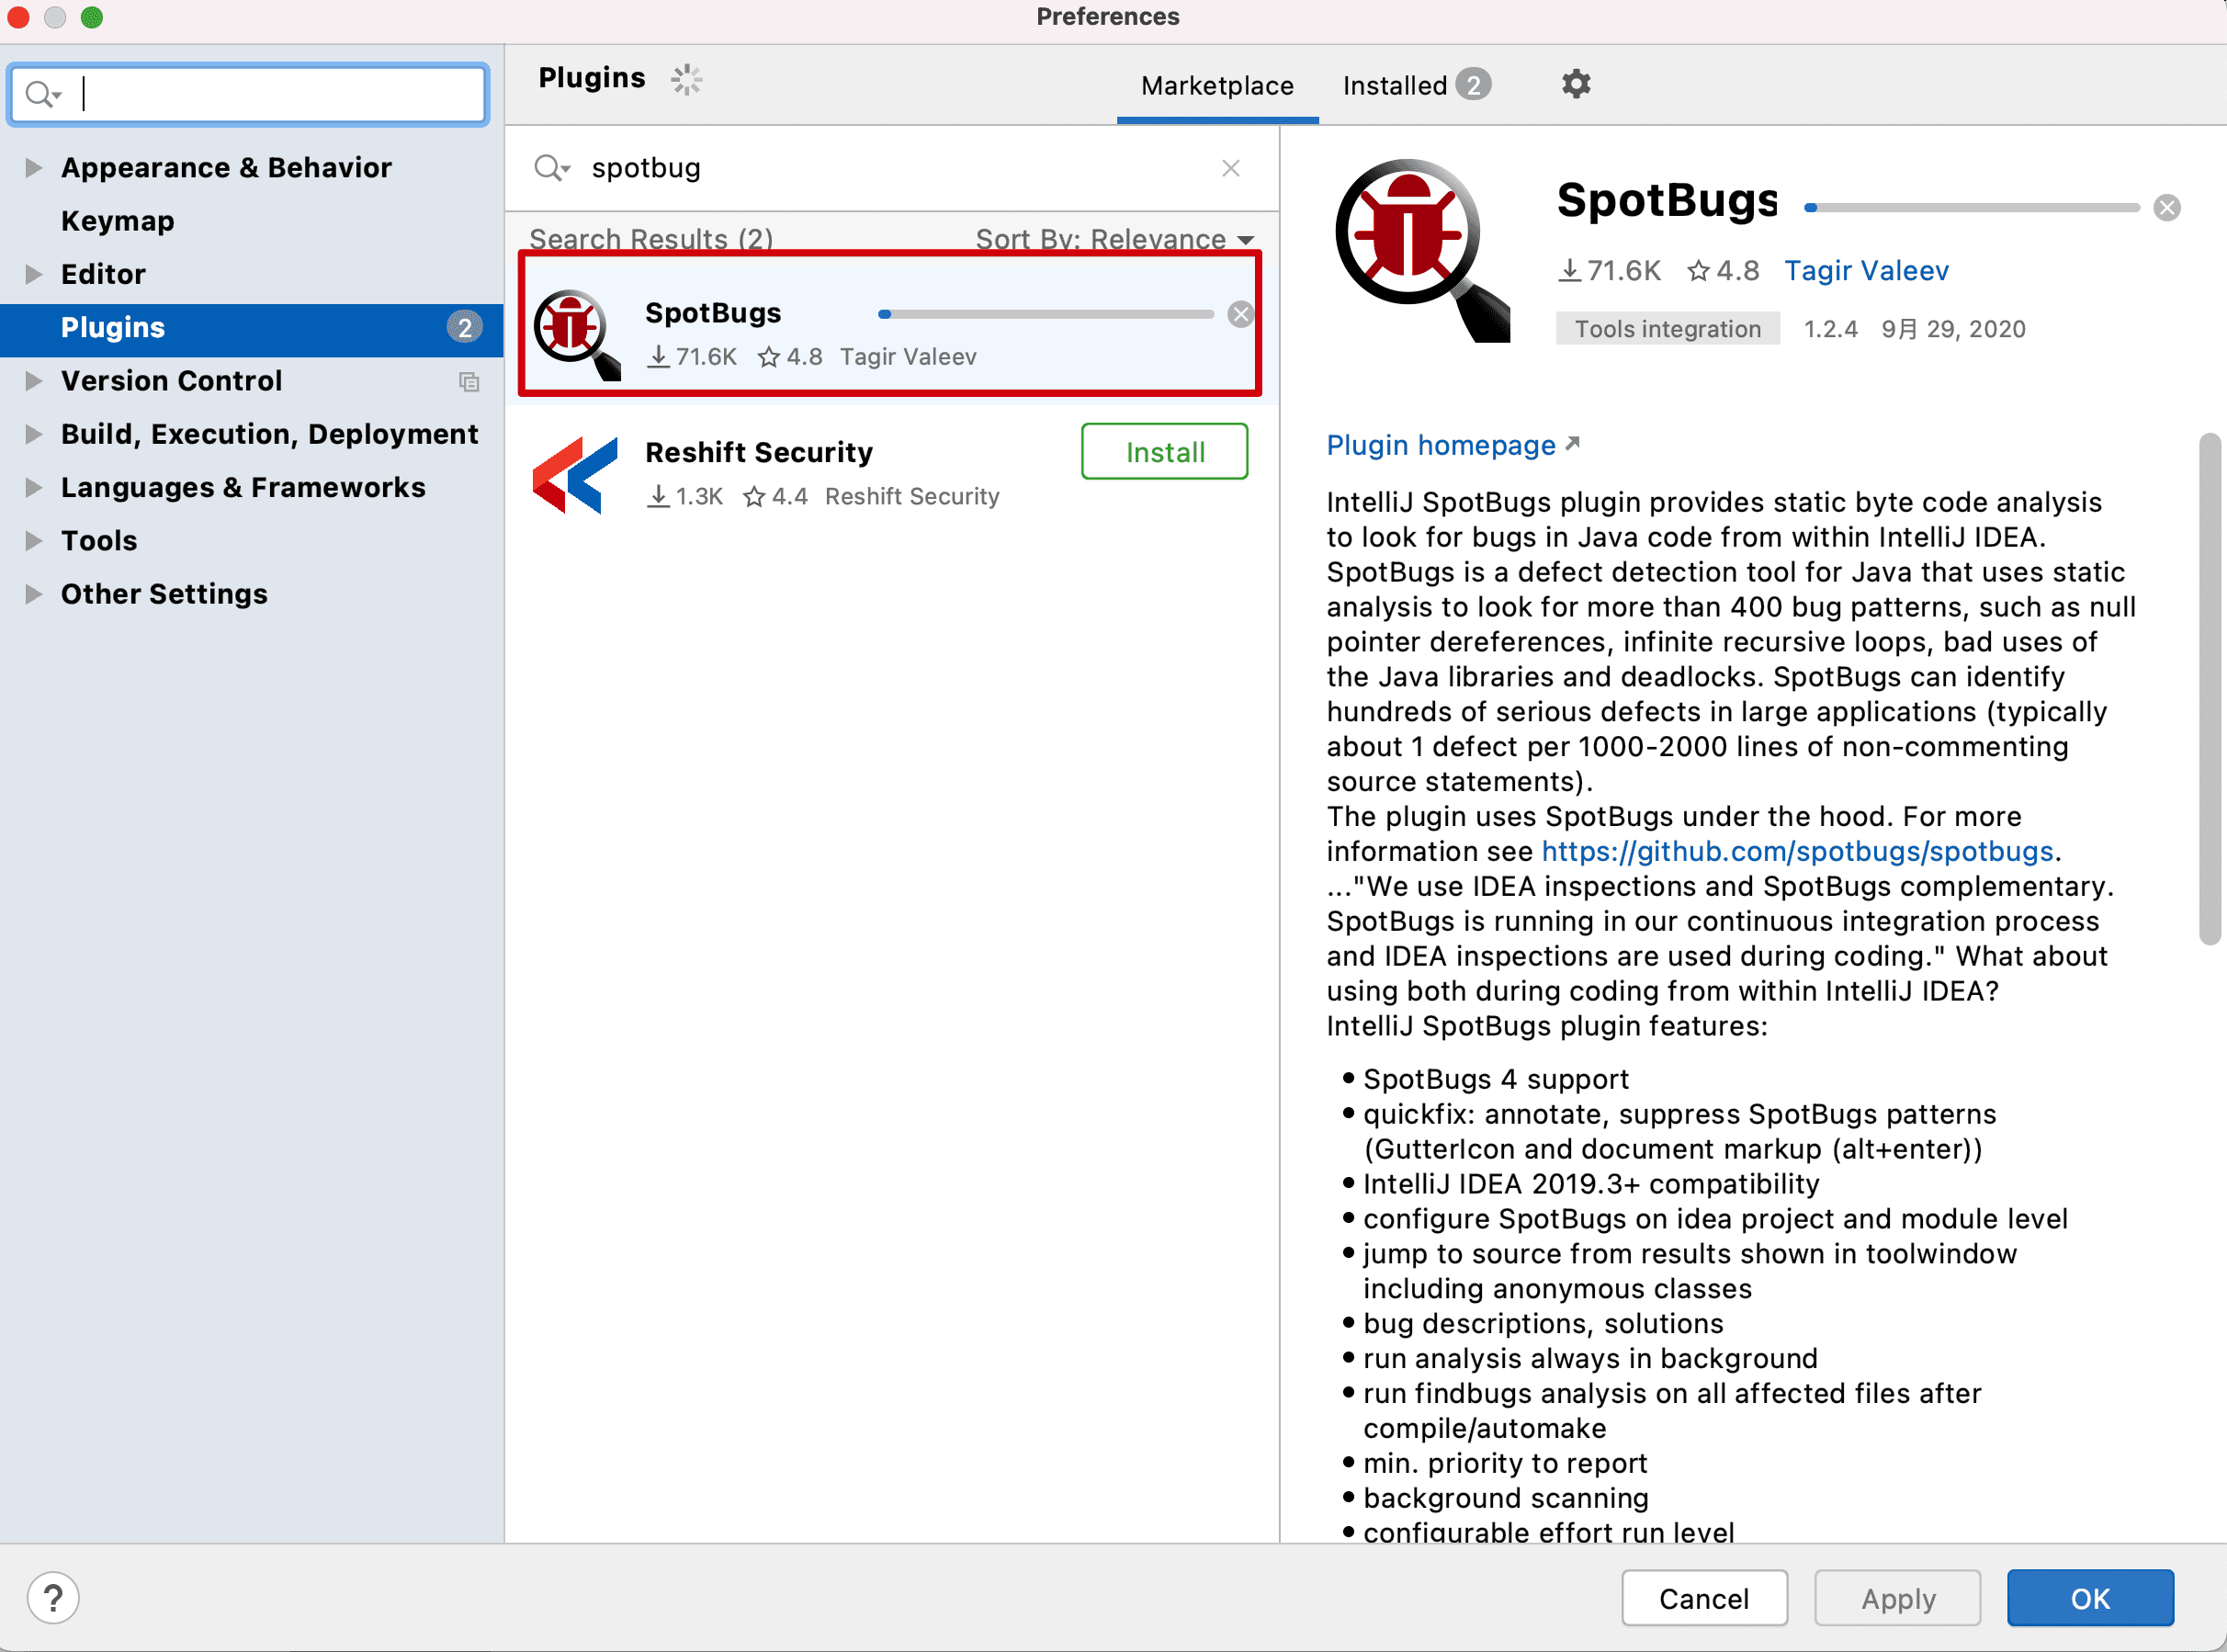 Preferences
Plugins
Marketplace
Installed 2
Appearance & Behavior
Keymap
Editor
Plugins 2
Version Control
Build, Execution, Deployment
Languages & Frameworks
Tools
Other Settings
spotbug
Search Results (2)
Sort By: Relevance
SpotBugs
71.6K 4.8 Tagir Valeev
Reshift Security
Install
1.3K 4.4 Reshift Security
SpotBugs
71.6K 4.8 Tagir Valeev
Tools integration 1.2.4 9月 29, 2020
Plugin homepage
IntelliJ SpotBugs plugin provides static byte code analysis
to look for bugs in Java code from within IntelliJ IDEA.
SpotBugs is a defect detection tool for Java that uses static
analysis to look for more than 400 bug patterns, such as null
pointer dereferences, infinite recursive loops, bad uses of
the Java libraries and deadlocks. SpotBugs can identify
hundreds of serious defects in large applications (typically
about 1 defect per 1000-2000 lines of non-commenting
source statements).
The plugin uses SpotBugs under the hood. For more
information see https://github.com/spotbugs/spotbugs.
..."We use IDEA inspections and SpotBugs complementary.
SpotBugs is running in our continuous integration process
and IDEA inspections are used during coding." What about
using both during coding from within IntelliJ IDEA?
IntelliJ SpotBugs plugin features:
• SpotBugs 4 support
• quickfix: annotate, suppress SpotBugs patterns
(GutterIcon and document markup (alt+enter))
• IntelliJ IDEA 2019.3+ compatibility
• configure SpotBugs on idea project and module level
• jump to source from results shown in toolwindow
including anonymous classes
• bug descriptions, solutions
• run analysis always in background
• run findbugs analysis on all affected files after
compile/automake
• min. priority to report
• background scanning
• configurable effort run level
?
Cancel
Apply
OK